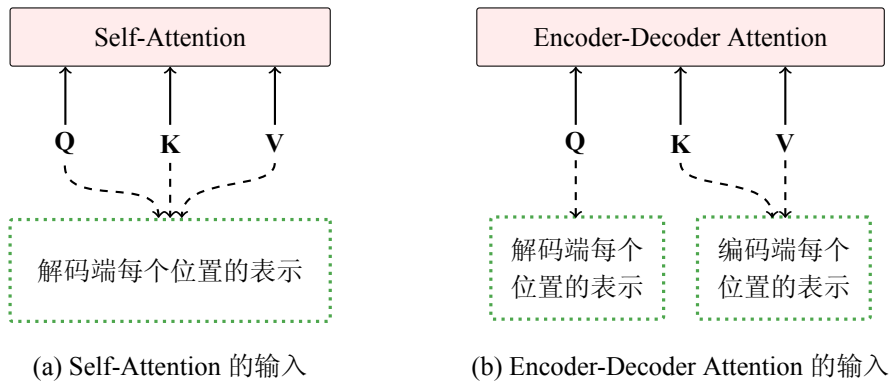 Self-Attention
Q K V
解码端每个位置的表示
(a) Self-Attention 的输入
Encoder-Decoder Attention
Q K V
解码端每个
位置的表示
编码端每个
位置的表示
(b) Encoder-Decoder Attention 的输入